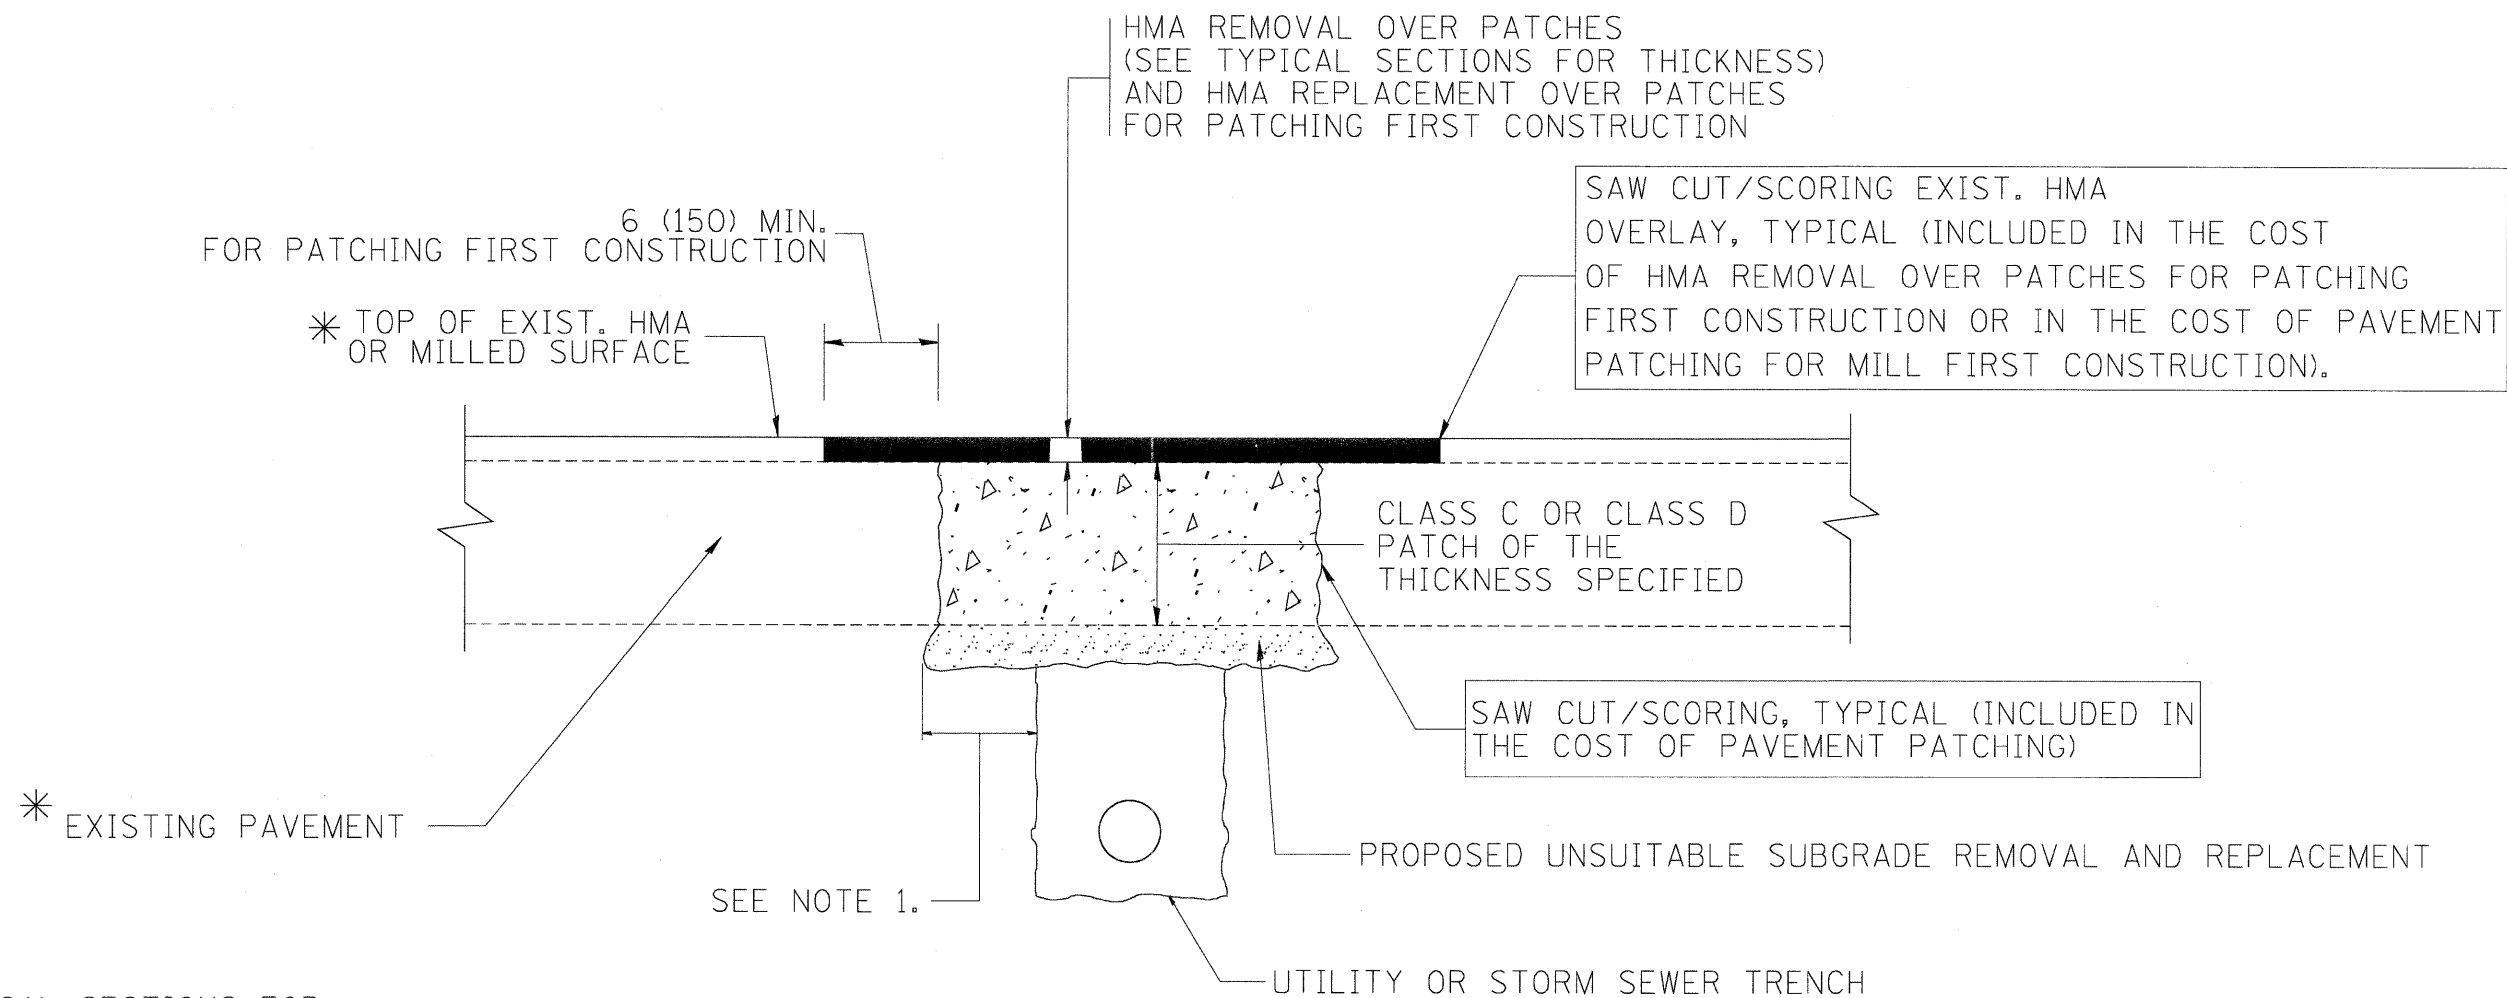 HMA REMOVAL OVER PATCHES
(SEE TYPICAL SECTIONS FOR THICKNESS)
AND HMA REPLACEMENT OVER PATCHES
FOR PATCHING FIRST CONSTRUCTION
SAW CUT/SCORING EXIST. HMA
OVERLAY, TYPICAL (INCLUDED IN THE COST
OF HMA REMOVAL OVER PATCHES FOR PATCHING
FIRST CONSTRUCTION OR IN THE COST OF PAVEMENT
PATCHING FOR MILL FIRST CONSTRUCTION).
6 (150) MIN.
FOR PATCHING FIRST CONSTRUCTION
* TOP OF EXIST. HMA
OR MILLED SURFACE
CLASS C OR CLASS D
PATCH OF THE
THICKNESS SPECIFIED
SAW CUT/SCORING, TYPICAL (INCLUDED IN
THE COST OF PAVEMENT PATCHING)
* EXISTING PAVEMENT
PROPOSED UNSUITABLE SUBGRADE REMOVAL AND REPLACEMENT
SEE NOTE 1.
UTILITY OR STORM SEWER TRENCH